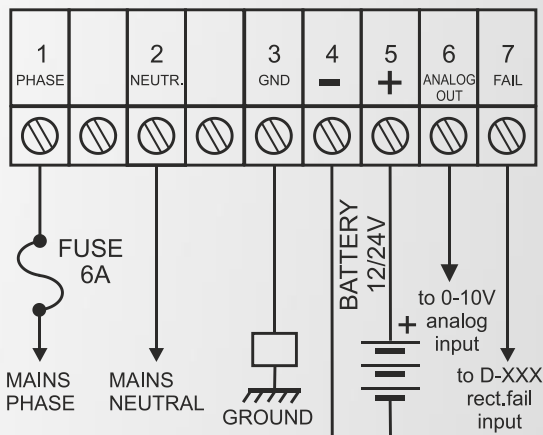 1 2 3 4 5 6 7
PHASE NEUTR. GND − + ANALOG OUT FAIL
FUSE
6A
BATTERY
12/24V
+
to 0-10V
analog
input
to D-XXX
rect.fail
input
MAINS
PHASE
MAINS
NEUTRAL
GROUND